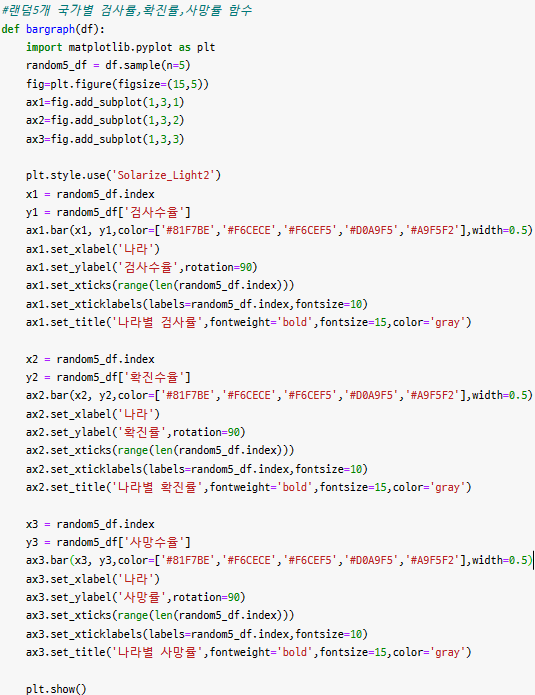 #랜덤5개 국가별 검사률,확진률,사망률 함수
def bargraph(df):
    import matplotlib.pyplot as plt
    random5_df = df.sample(n=5)
    fig=plt.figure(figsize=(15,5))
    ax1=fig.add_subplot(1,3,1)
    ax2=fig.add_subplot(1,3,2)
    ax3=fig.add_subplot(1,3,3)

    plt.style.use('Solarize_Light2')
    x1 = random5_df.index
    y1 = random5_df['검사수율']
    ax1.bar(x1, y1,color=['#81F7BE','#F6CECE','#F6CEF5','#D0A9F5','#A9F5F2'],width=0.5)
    ax1.set_xlabel('나라')
    ax1.set_ylabel('검사수율',rotation=90)
    ax1.set_xticks(range(len(random5_df.index)))
    ax1.set_xticklabels(labels=random5_df.index,fontsize=10)
    ax1.set_title('나라별 검사률',fontweight='bold',fontsize=15,color='gray')

    x2 = random5_df.index
    y2 = random5_df['확진수율']
    ax2.bar(x2, y2,color=['#81F7BE','#F6CECE','#F6CEF5','#D0A9F5','#A9F5F2'],width=0.5)
    ax2.set_xlabel('나라')
    ax2.set_ylabel('확진률',rotation=90)
    ax2.set_xticks(range(len(random5_df.index)))
    ax2.set_xticklabels(labels=random5_df.index,fontsize=10)
    ax2.set_title('나라별 확진률',fontweight='bold',fontsize=15,color='gray')

    x3 = random5_df.index
    y3 = random5_df['사망수율']
    ax3.bar(x3, y3,color=['#81F7BE','#F6CECE','#F6CEF5','#D0A9F5','#A9F5F2'],width=0.5)
    ax3.set_xlabel('나라')
    ax3.set_ylabel('사망률',rotation=90)
    ax3.set_xticks(range(len(random5_df.index)))
    ax3.set_xticklabels(labels=random5_df.index,fontsize=10)
    ax3.set_title('나라별 사망률',fontweight='bold',fontsize=15,color='gray')

    plt.show()